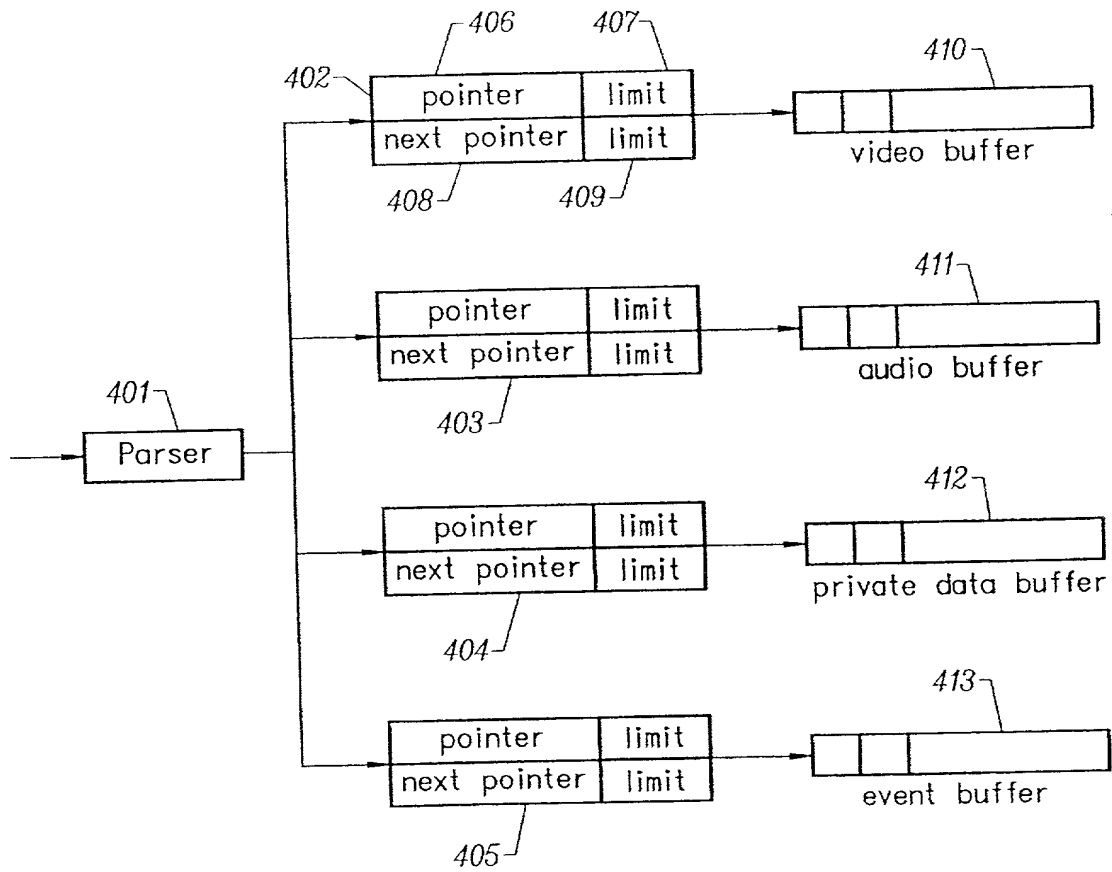 406 407
402 410
pointer limit
next pointer limit
video buffer
408 409
411
pointer limit
next pointer limit
audio buffer
401 403
Parser
412
pointer limit
next pointer limit
private data buffer
404
413
pointer limit
next pointer limit
event buffer
405